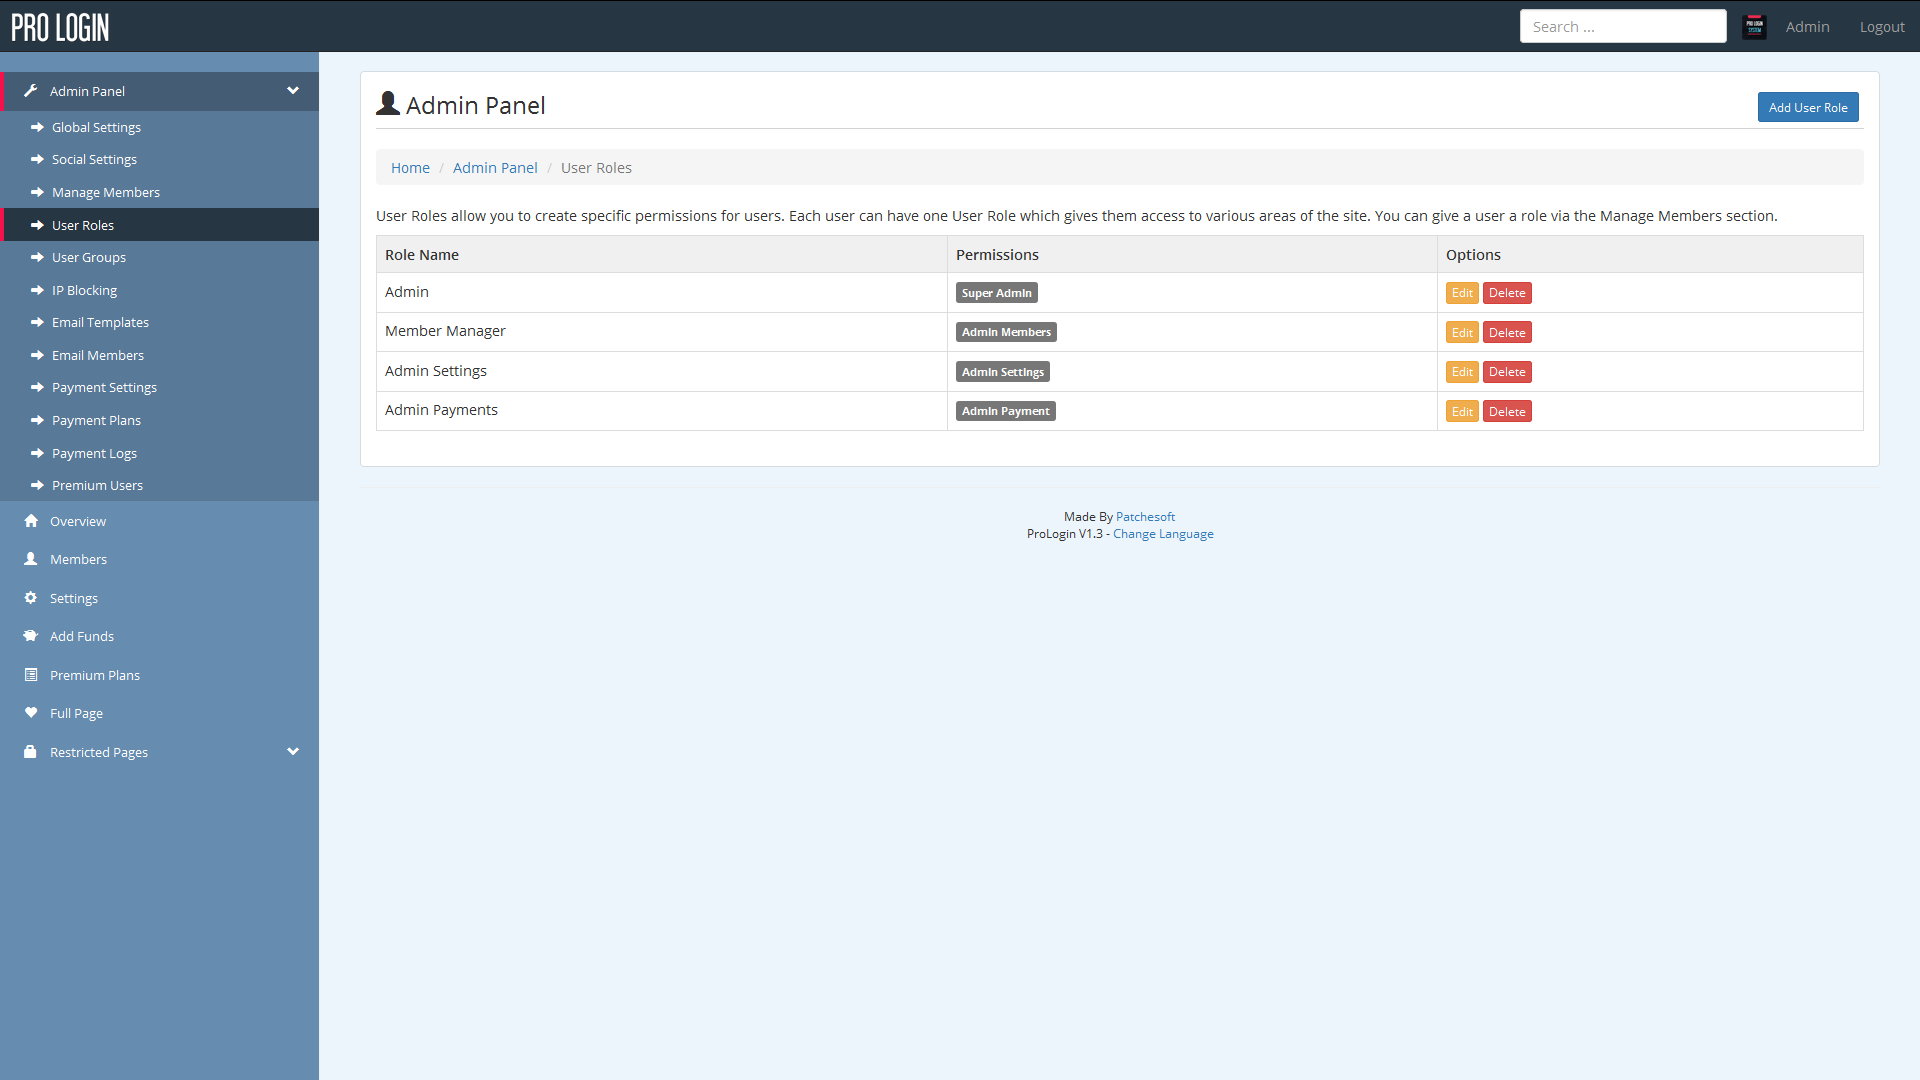 PRO LOGIN
Search ...
PRO LOGIN
SYSTEM
Admin
Logout
Admin Panel
Global Settings
Social Settings
Manage Members
User Roles
User Groups
IP Blocking
Email Templates
Email Members
Payment Settings
Payment Plans
Payment Logs
Premium Users
Overview
Members
Settings
Add Funds
Premium Plans
Full Page
Restricted Pages
Admin Panel
Add User Role
Home / Admin Panel / User Roles
User Roles allow you to create specific permissions for users. Each user can have one User Role which gives them access to various areas of the site. You can give a user a role via the Manage Members section.
Role Name Permissions Options
Admin Super Admin Edit Delete
Member Manager Admin Members Edit Delete
Admin Settings Admin Settings Edit Delete
Admin Payments Admin Payment Edit Delete
Made By Patchesoft
ProLogin V1.3 - Change Language